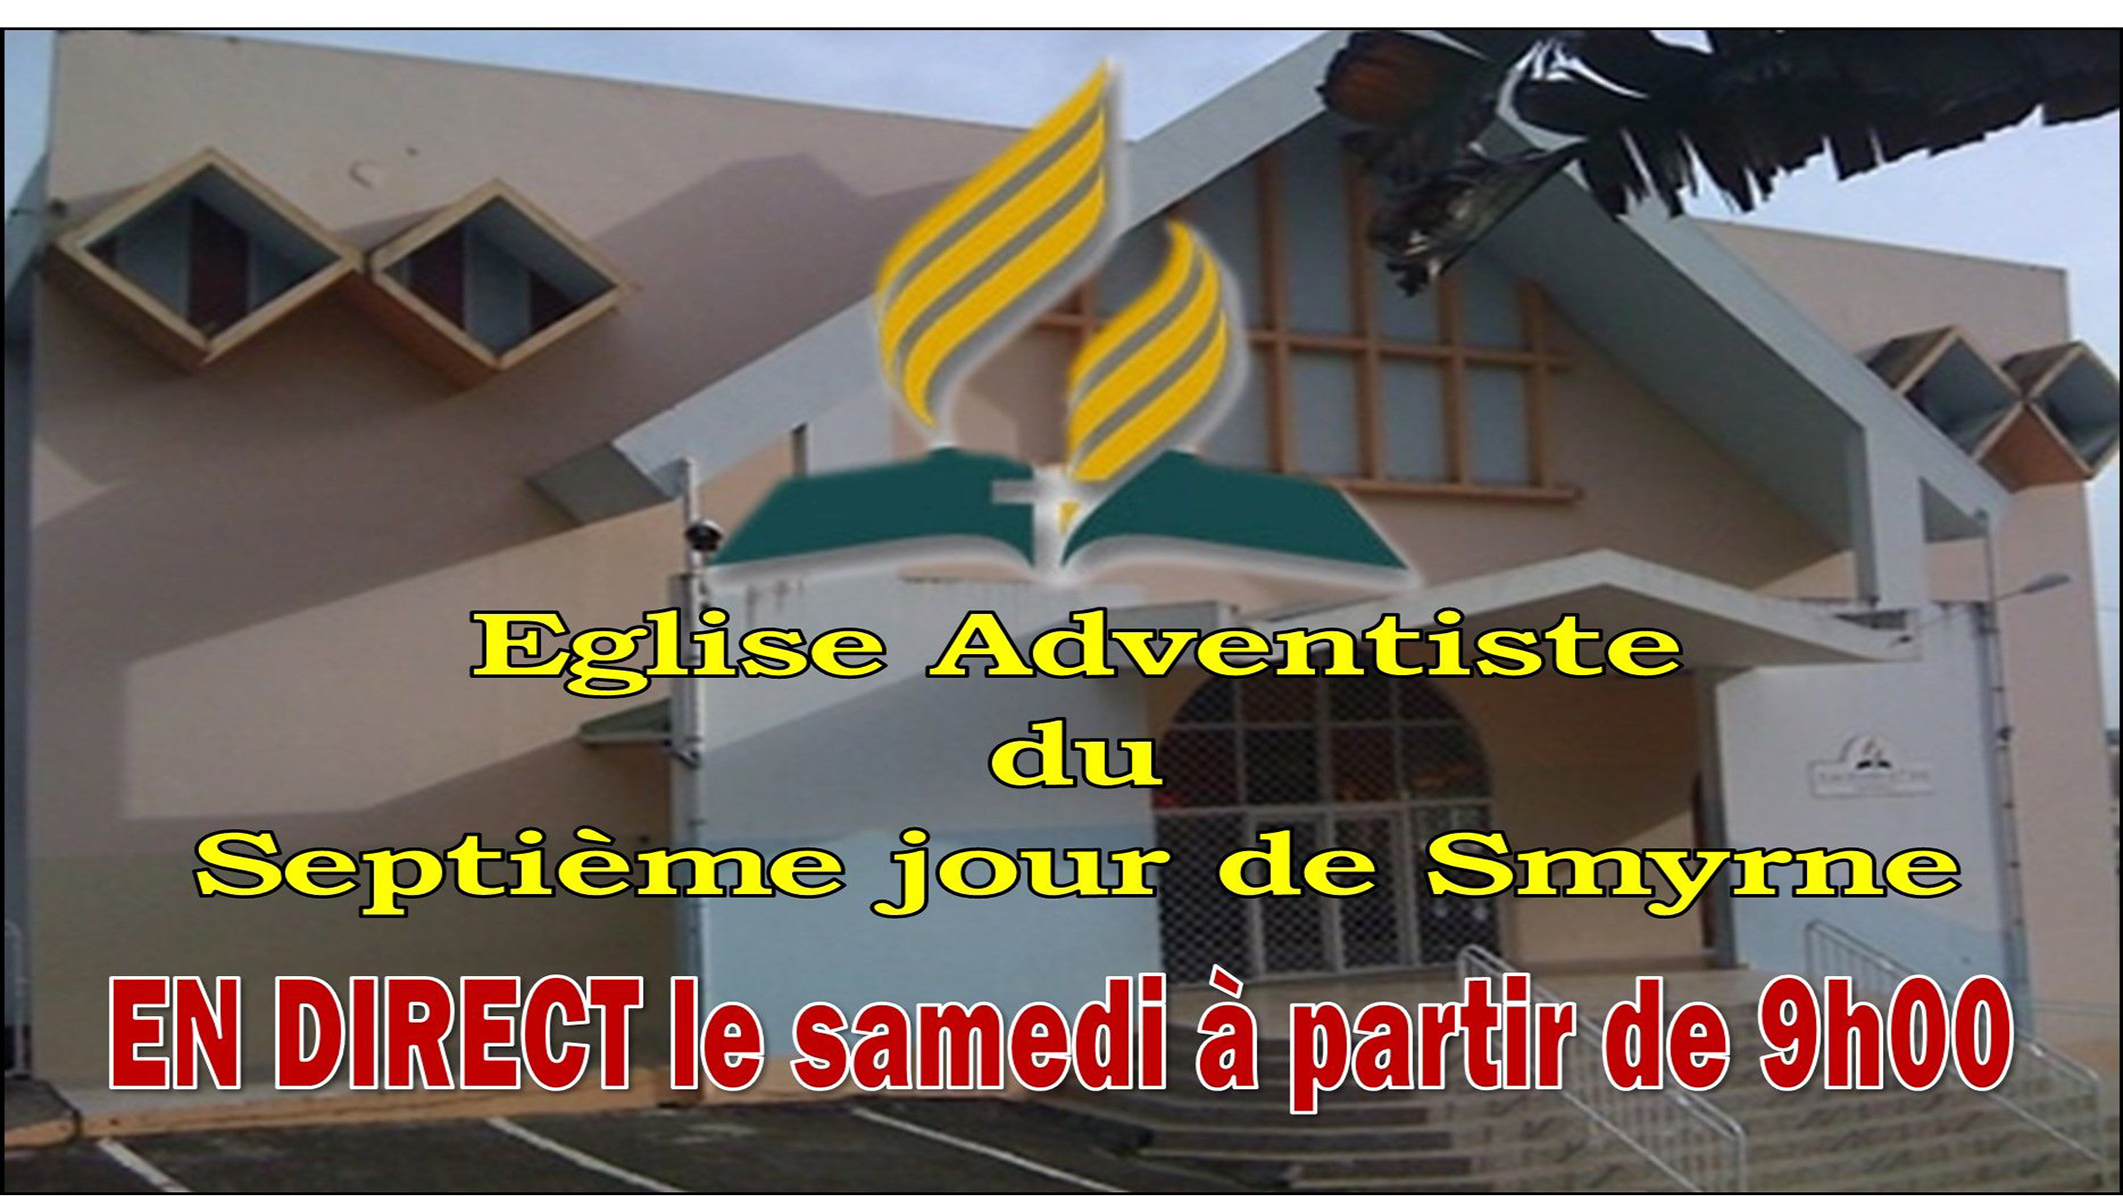 Eglise Adventiste
du
Septième jour de Smyrne
EN DIRECT le samedi à partir de 9h00